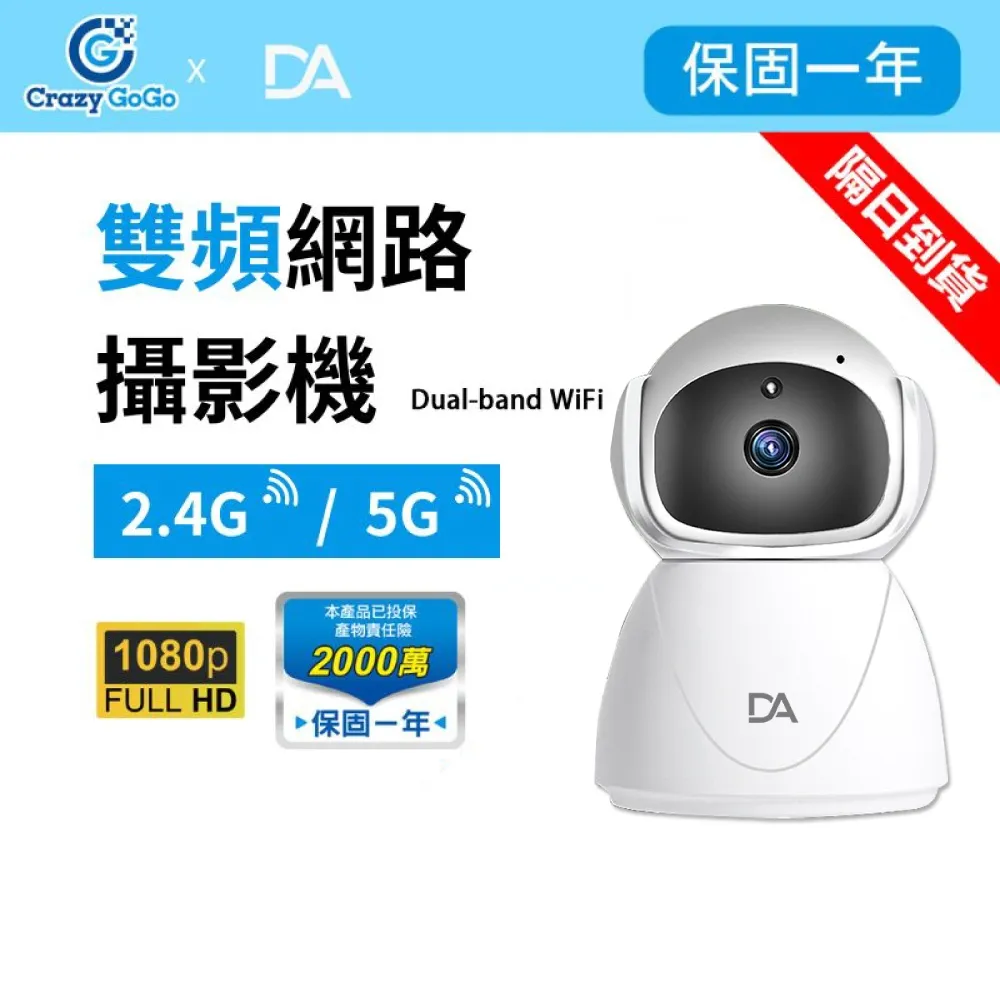 Crazy GoGo
X
DA
保固一年
隔日到貨
雙頻網路
攝影機
Dual-band WiFi
2.4G / 5G
1080p
FULL HD
本產品已投保
產物責任險
2000萬
保固一年
DA